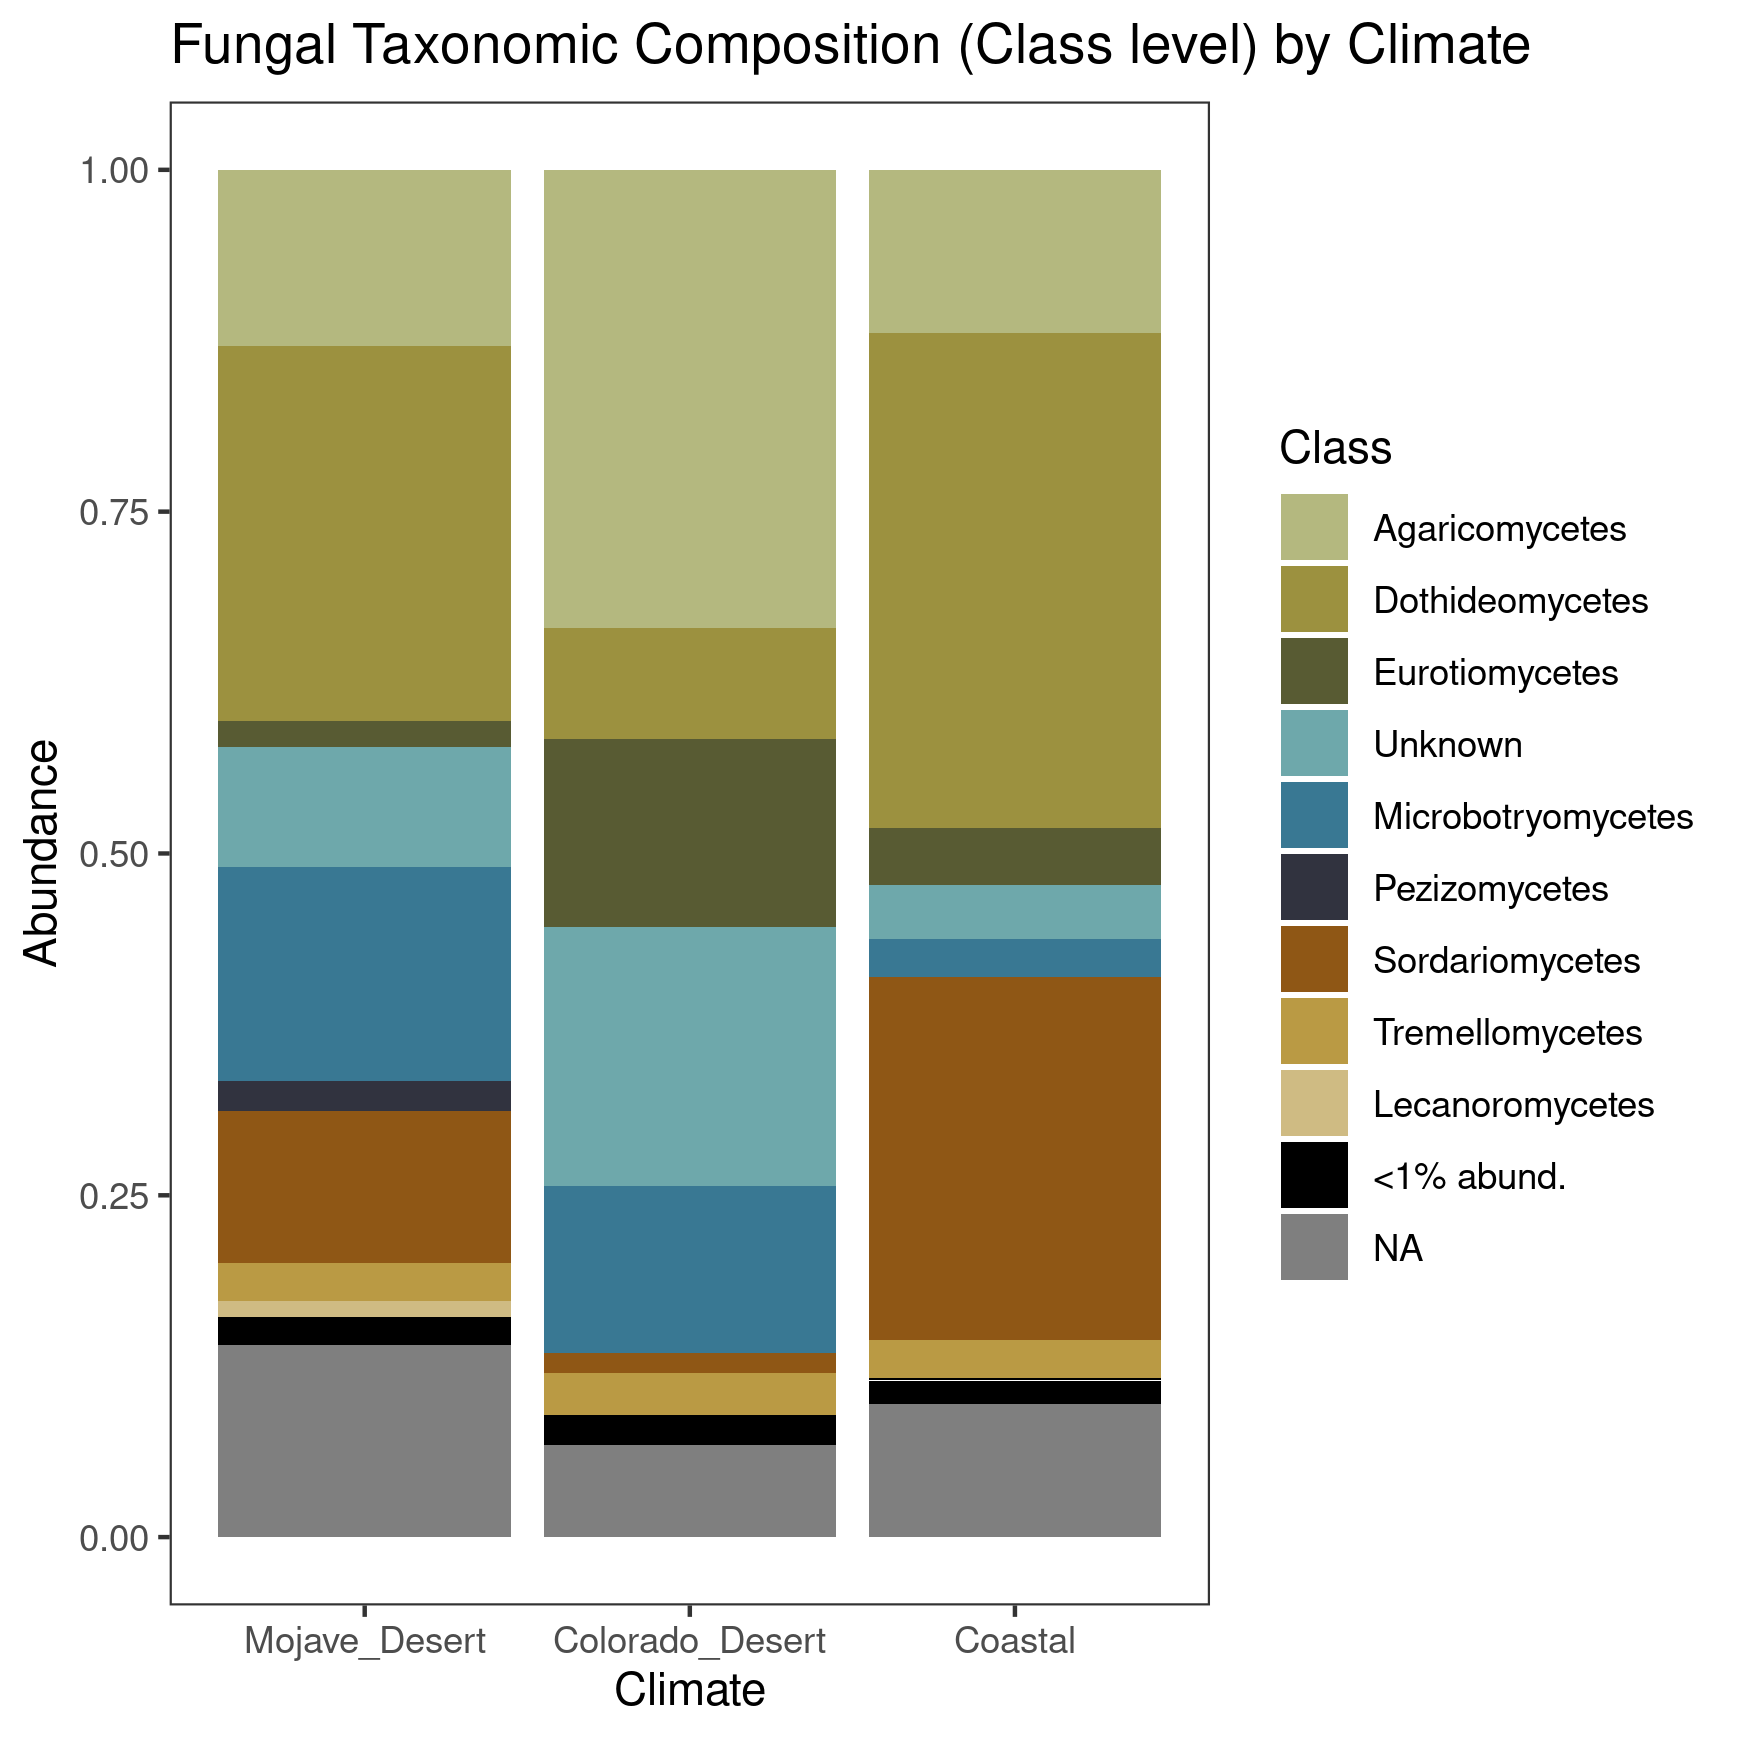 Fungal Taxonomic Composition (Class level) by Climate
1.00
0.75
0.50
0.25
0.00
Abundance
Mojave_Desert
Colorado_Desert
Coastal
Climate
Class
Agaricomycetes
Dothideomycetes
Eurotiomycetes
Unknown
Microbotryomycetes
Pezizomycetes
Sordariomycetes
Tremellomycetes
Lecanoromycetes
<1% abund.
NA